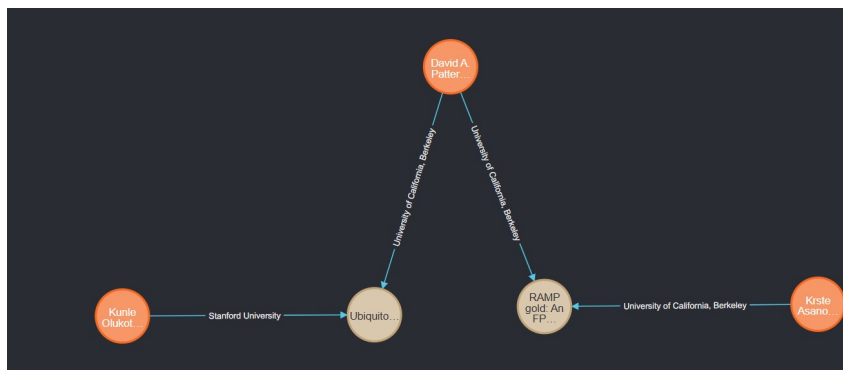 David A.
Patter…
University of California, Berkeley
University of California, Berkeley
Kunle
Olukot…
Stanford University
Ubiquito…
RAMP
gold: An
FP…
University of California, Berkeley
Krste
Asano…